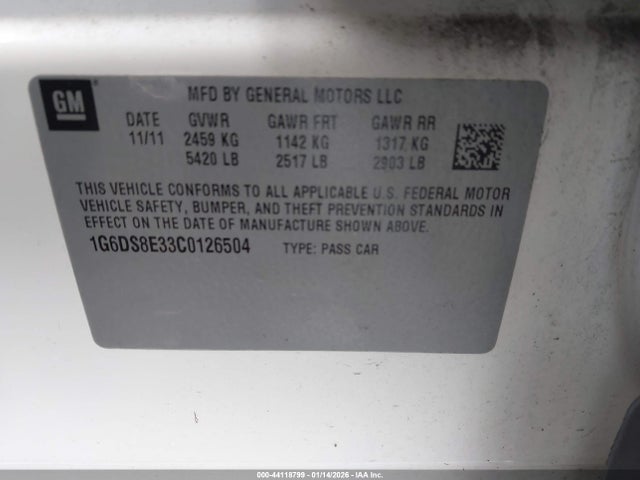 GM
MFD BY GENERAL MOTORS LLC
DATE GVWR GAWR FRT GAWR RR
11/11 2459 KG 1142 KG 1317 KG
5420 LB 2517 LB 2903 LB
THIS VEHICLE CONFORMS TO ALL APPLICABLE U.S. FEDERAL MOTOR
VEHICLE SAFETY, BUMPER, AND THEFT PREVENTION STANDARDS IN
EFFECT ON THE DATE OF MANUFACTURE SHOWN ABOVE.
1G6DS8E33C0126504 TYPE: PASS CAR
000-44118799 - 01/14/2026 - IAA Inc.